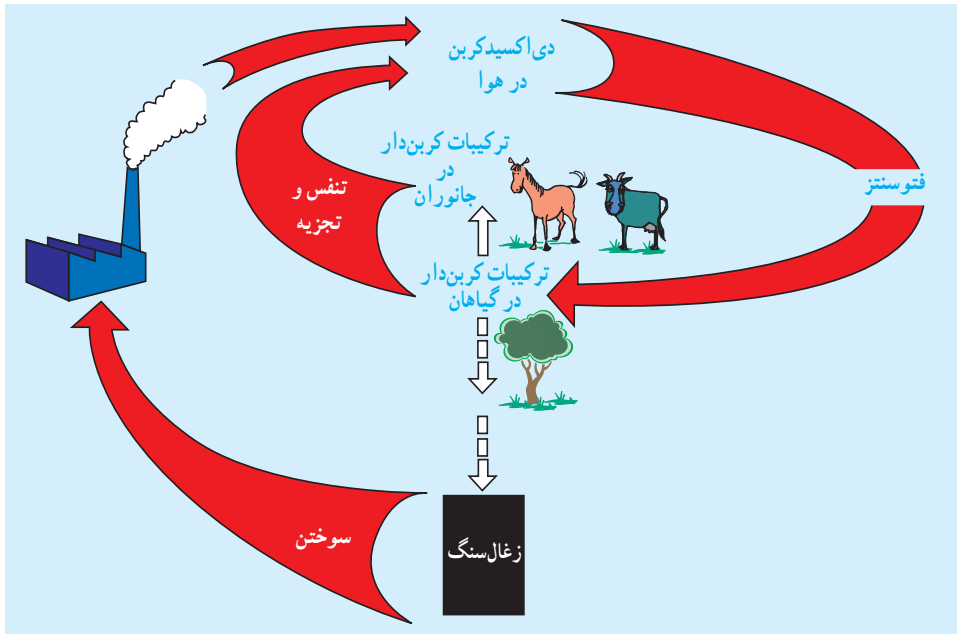 دی‌اکسیدکربن
در هوا
فتوسنتز
ترکیبات کربن‌دار
در
جانوران
تنفس و
تجزیه
ترکیبات کربن‌دار
در گیاهان
سوختن
زغال‌سنگ